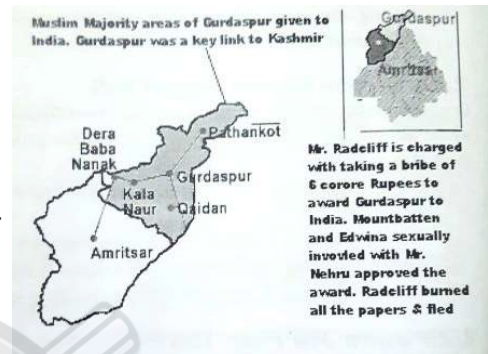 Muslim Majority areas of Gurdaspur given to
India. Gurdaspur was a key link to Kashmir
Gurdaspur
Amritsar
Pathankot
Dera
Baba
Nanak
Gurdaspur
Kala
Naur
Qaidan
Amritsar
Mr. Radcliff is charged
with taking a bribe of
6 corore Rupees to
award Gurdaspur to
India. Mountbatten
and Edwina sexually
invovled with Mr.
Nehru approved the
award. Radcliff burned
all the papers & fled